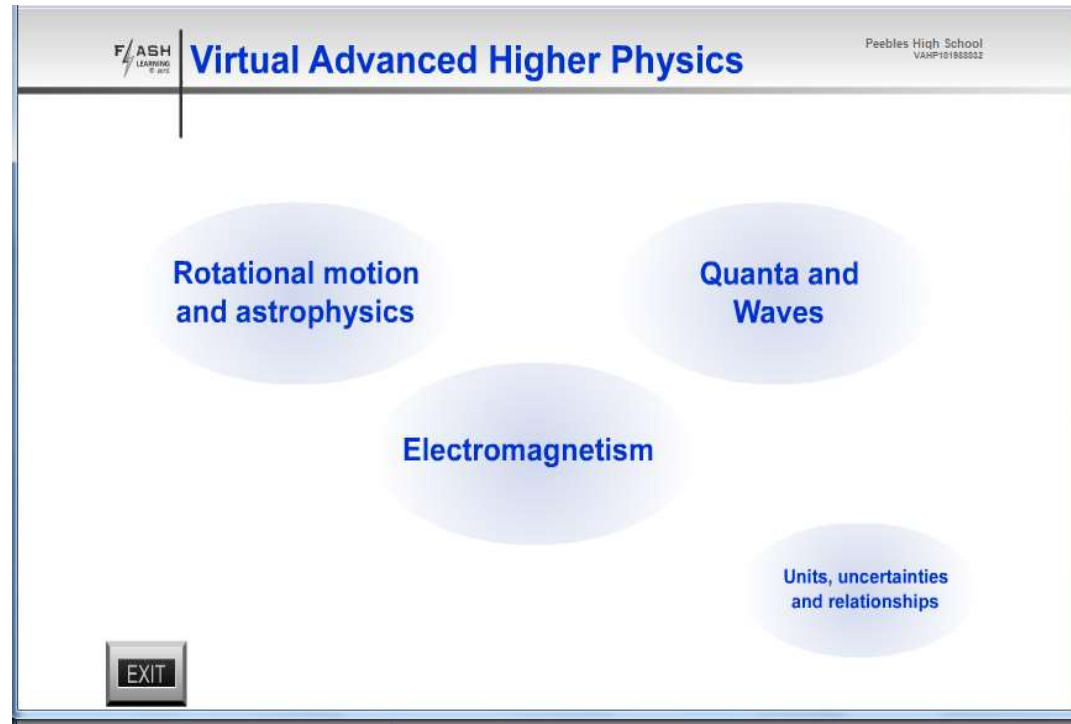 FLASH
LEARNING
Virtual Advanced Higher Physics
Peebles High School
Rotational motion
and astrophysics
Quanta and
Waves
Electromagnetism
Units, uncertainties
and relationships
EXIT